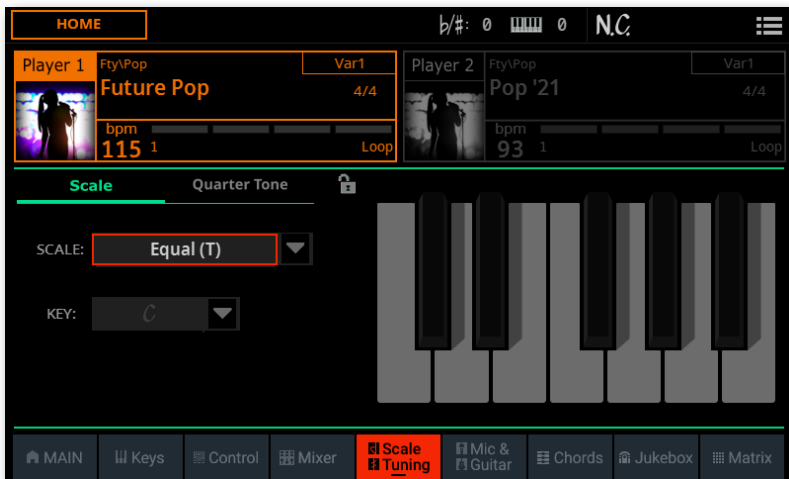 HOME
♭/#: 0 0 N.C.
Player 1 Fty\Pop Var1
Future Pop 4/4
bpm
115 1 Loop
Player 2 Fty\Pop Var1
Pop '21 4/4
bpm
93 1 Loop
Scale Quarter Tone
SCALE: Equal (T)
KEY: C
MAIN Keys Control Mixer Scale Tuning Mic & Guitar Chords Jukebox Matrix